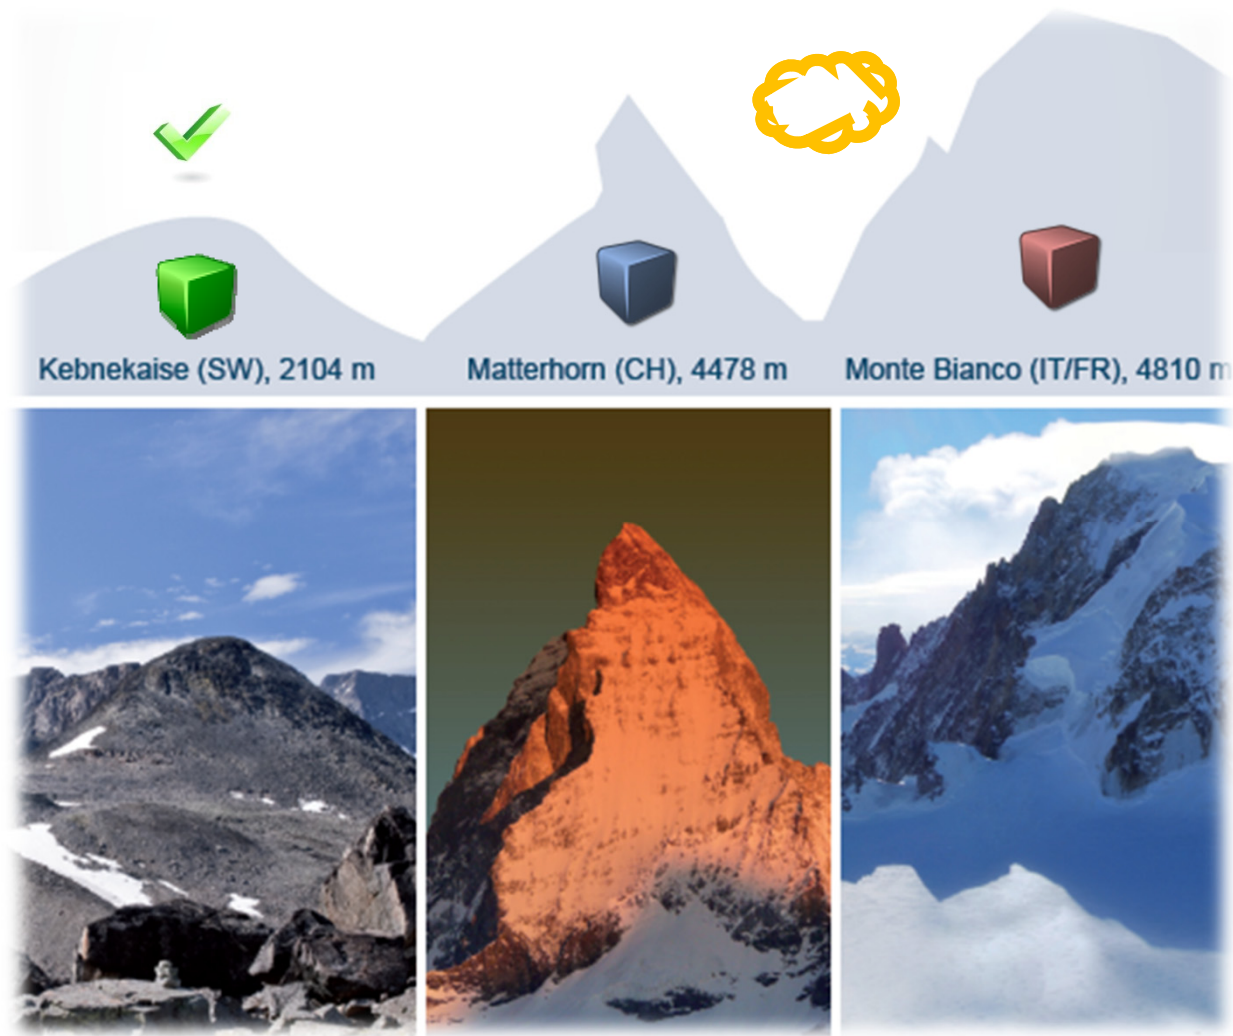 Kebnekaise (SW), 2104 m
Matterhorn (CH), 4478 m
Monte Bianco (IT/FR), 4810 m